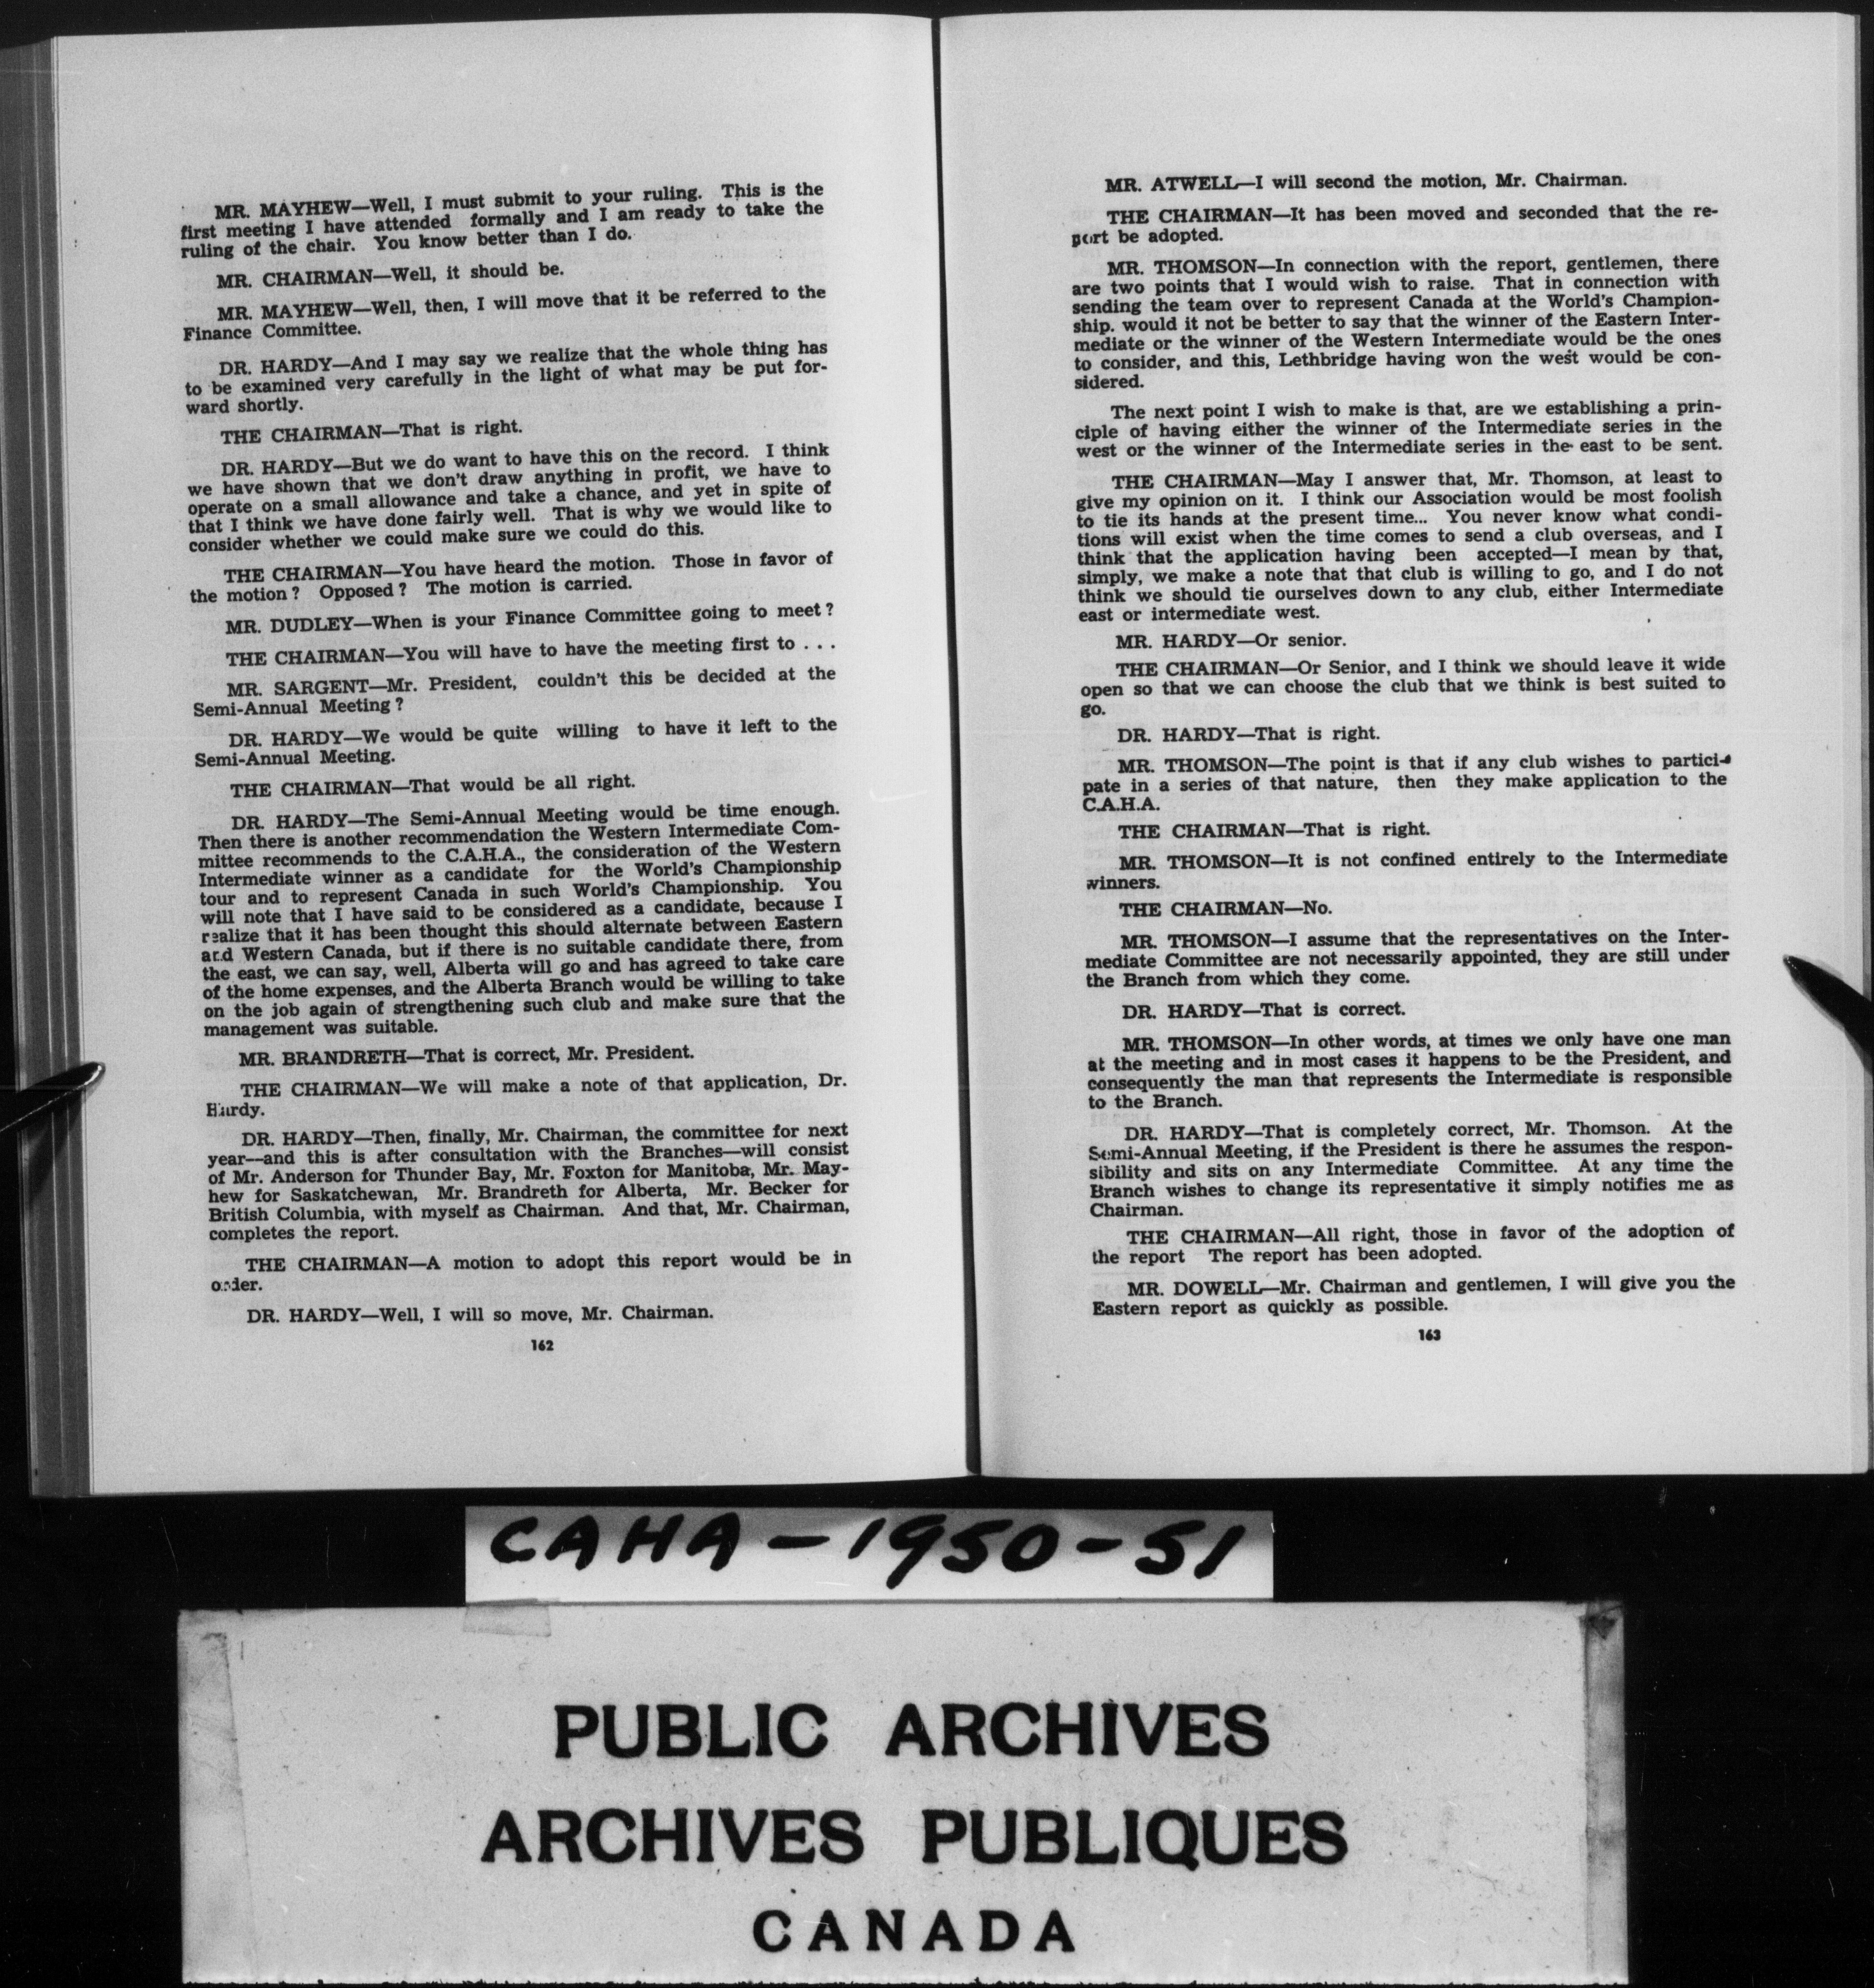 MR. MAYHEW—Well, I must submit to your ruling. This is the
first meeting I have attended formally and I am ready to take the
ruling of the chair. You know better than I do.
MR. CHAIRMAN—Well, it should be.
MR. MAYHEW—Well, then, I will move that it be referred to the
Finance Committee.
DR. HARDY—And I may say we realize that the whole thing has
to be examined very carefully in the light of what may be put for-
ward shortly.
THE CHAIRMAN—That is right.
DR. HARDY—But we do want to have this on the record. I think
we have shown that we don't draw anything in profit, we have to
operate on a small allowance and take a chance, and yet in spite of
that I think we have done fairly well. That is why we would like to
consider whether we could make sure we could do this.
THE CHAIRMAN—You have heard the motion. Those in favor of
the motion? Opposed? The motion is carried.
MR. DUDLEY—When is your Finance Committee going to meet?
THE CHAIRMAN—You will have to have the meeting first to . . .
MR. SARGENT—Mr. President, couldn't this be decided at the
Semi-Annual Meeting?
DR. HARDY—We would be quite willing to have it left to the
Semi-Annual Meeting.
THE CHAIRMAN—That would be all right.
DR. HARDY—The Semi-Annual Meeting would be time enough.
Then there is another recommendation the Western Intermediate Com-
mittee recommends to the C.A.H.A., the consideration of the Western
Intermediate winner as a candidate for the World's Championship
tour and to represent Canada in such World's Championship. You
will note that I have said to be considered as a candidate, because I
realize that it has been thought this should alternate between Eastern
and Western Canada, but if there is no suitable candidate there, from
the east, we can say, well, Alberta will go and has agreed to take care
of the home expenses, and the Alberta Branch would be willing to take
on the job again of strengthening such club and make sure that the
management was suitable.
MR. BRANDRETH—That is correct, Mr. President.
THE CHAIRMAN—We will make a note of that application, Dr.
Hardy.
DR. HARDY—Then, finally, Mr. Chairman, the committee for next
year—and this is after consultation with the Branches—will consist
of Mr. Anderson for Thunder Bay, Mr. Foxton for Manitoba, Mr. May-
hew for Saskatchewan, Mr. Brandreth for Alberta, Mr. Becker for
British Columbia, with myself as Chairman. And that, Mr. Chairman,
completes the report.
THE CHAIRMAN—A motion to adopt this report would be in
order.
DR. HARDY—Well, I will so move, Mr. Chairman.
162
MR. ATWELL—I will second the motion, Mr. Chairman.
THE CHAIRMAN—It has been moved and seconded that the re-
port be adopted.
MR. THOMSON—In connection with the report, gentlemen, there
are two points that I would wish to raise. That in connection with
sending the team over to represent Canada at the World's Champion-
ship. would it not be better to say that the winner of the Eastern Inter-
mediate or the winner of the Western Intermediate would be the ones
to consider, and this, Lethbridge having won the west would be con-
sidered.
The next point I wish to make is that, are we establishing a prin-
ciple of having either the winner of the Intermediate series in the
west or the winner of the Intermediate series in the east to be sent.
THE CHAIRMAN—May I answer that, Mr. Thomson, at least to
give my opinion on it. I think our Association would be most foolish
to tie its hands at the present time... You never know what condi-
tions will exist when the time comes to send a club overseas, and I
think that the application having been accepted—I mean by that,
simply, we make a note that that club is willing to go, and I do not
think we should tie ourselves down to any club, either Intermediate
east or intermediate west.
MR. HARDY—Or senior.
THE CHAIRMAN—Or Senior, and I think we should leave it wide
open so that we can choose the club that we think is best suited to
go.
DR. HARDY—That is right.
MR. THOMSON—The point is that if any club wishes to partici-
pate in a series of that nature, then they make application to the
C.A.H.A.
THE CHAIRMAN—That is right.
MR. THOMSON—It is not confined entirely to the Intermediate
winners.
THE CHAIRMAN—No.
MR. THOMSON—I assume that the representatives on the Inter-
mediate Committee are not necessarily appointed, they are still under
the Branch from which they come.
DR. HARDY—That is correct.
MR. THOMSON—In other words, at times we only have one man
at the meeting and in most cases it happens to be the President, and
consequently the man that represents the Intermediate is responsible
to the Branch.
DR. HARDY—That is completely correct, Mr. Thomson. At the
Semi-Annual Meeting, if the President is there he assumes the respon-
sibility and sits on any Intermediate Committee. At any time the
Branch wishes to change its representative it simply notifies me as
Chairman.
THE CHAIRMAN—All right, those in favor of the adoption of
the report The report has been adopted.
MR. DOWELL—Mr. Chairman and gentlemen, I will give you the
Eastern report as quickly as possible.
163
CAHA-1950-51
PUBLIC ARCHIVES
ARCHIVES PUBLIQUES
CANADA